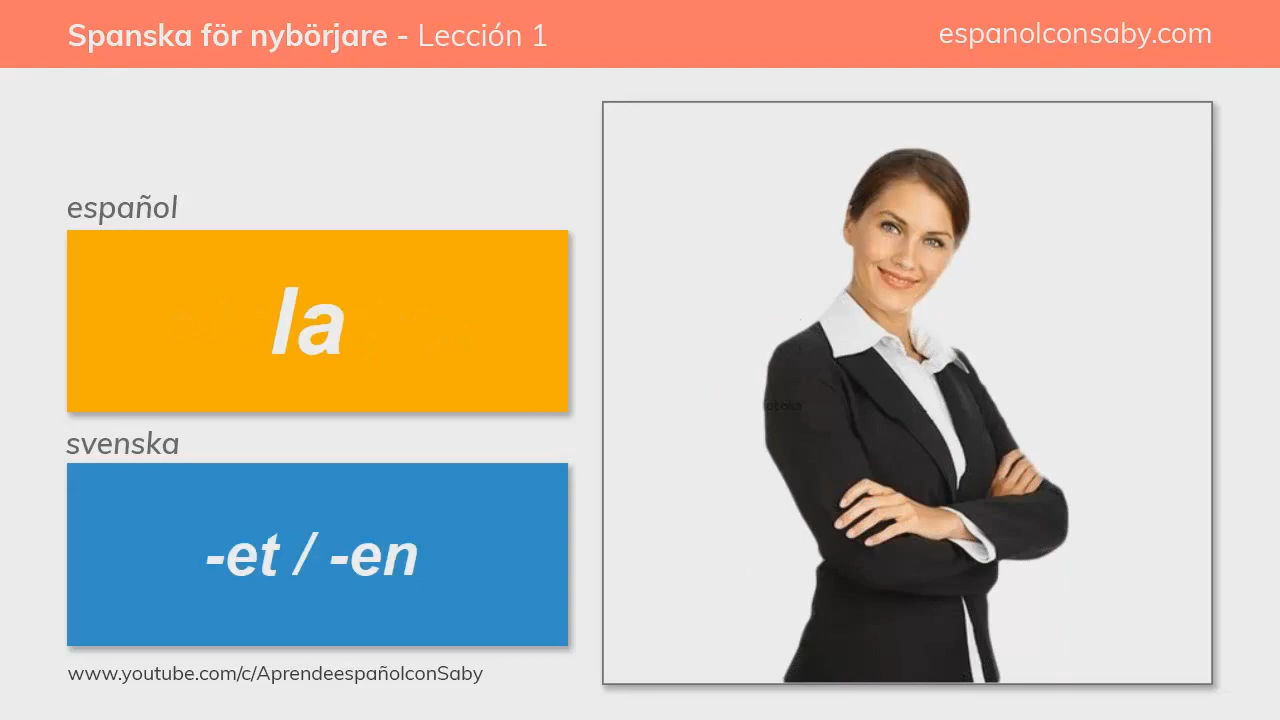 Spanska för nybörjare - Lección 1
espanolconsaby.com
español
la
svenska
-et / -en
www.youtube.com/c/AprendeespañolconSaby